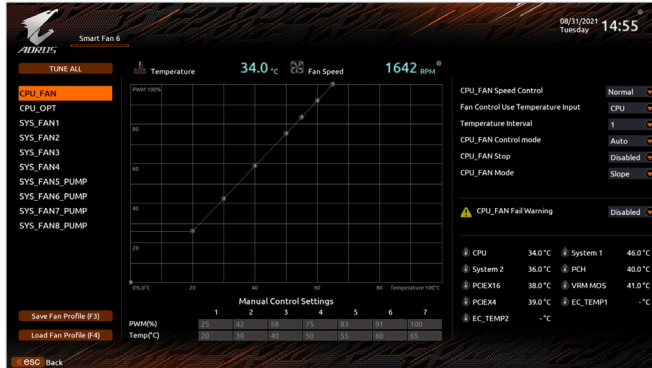 AORUS
Smart Fan 6
08/31/2021
Tuesday
14:55
TUNE ALL
Temperature 34.0 °C Fan Speed 1642 RPM
CPU_FAN
CPU_OPT
SYS_FAN1
SYS_FAN2
SYS_FAN3
SYS_FAN4
SYS_FAN5_PUMP
SYS_FAN6_PUMP
SYS_FAN7_PUMP
SYS_FAN8_PUMP
Save Fan Profile (F3)
Load Fan Profile (F4)
PWM 100%
80
60
40
20
0%,0°C 20 40 60 80 Temperature 100°C
Manual Control Settings
1 2 3 4 5 6 7
PWM(%) 25 42 58 75 83 91 100
Temp(°C) 20 30 40 50 55 60 65
CPU_FAN Speed Control Normal
Fan Control Use Temperature Input CPU
Temperature Interval 1
CPU_FAN Control mode Auto
CPU_FAN Stop Disabled
CPU_FAN Mode Slope
CPU_FAN Fail Warning Disabled
CPU 34.0 °C System 1 46.0 °C
System 2 36.0 °C PCH 40.0 °C
PCIEX16 38.0 °C VRM MOS 41.0 °C
PCIEX4 39.0 °C EC_TEMP1 - °C
EC_TEMP2 - °C
esc Back